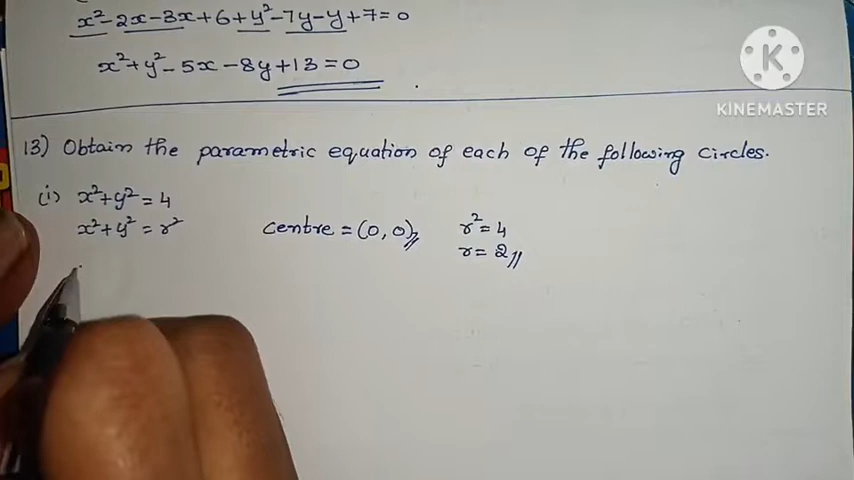 x²-2x-3x+6+y²-7y-y+7=0
x²+y²-5x-8y+13=0
K
KINEMASTER
13) Obtain the parametric equation of each of the following circles.
(i) x²+y²=4
x²+y²=r² centre=(0,0) r²=4
r=2